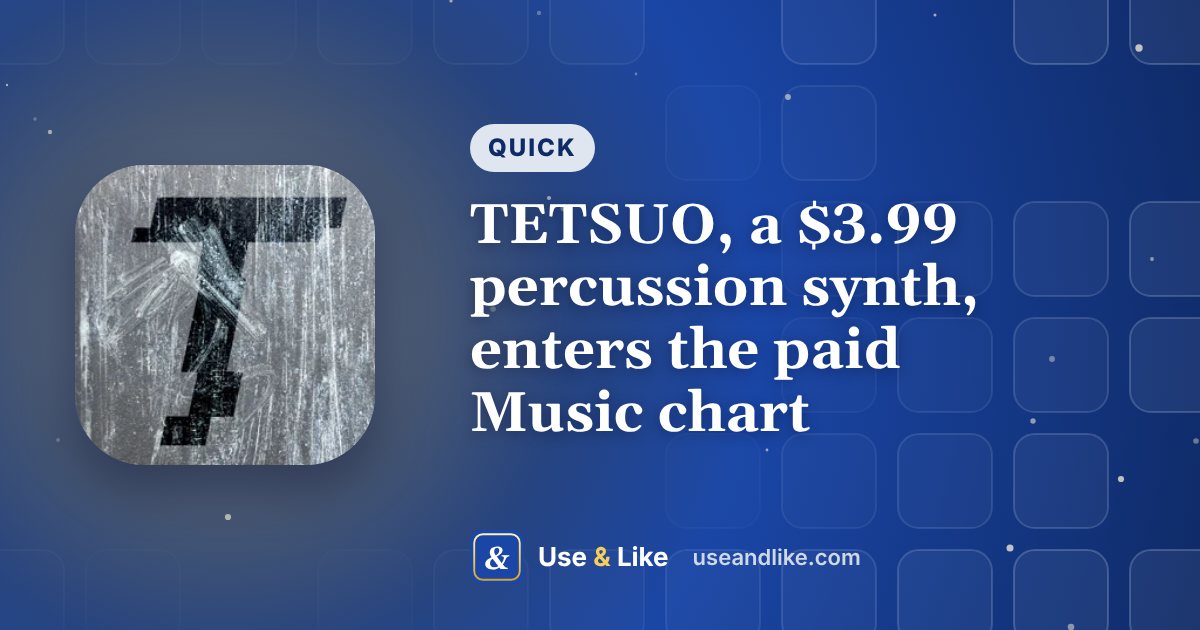 QUICK
TETSUO, a $3.99
percussion synth,
enters the paid
Music chart
T
& Use & Like useandlike.com